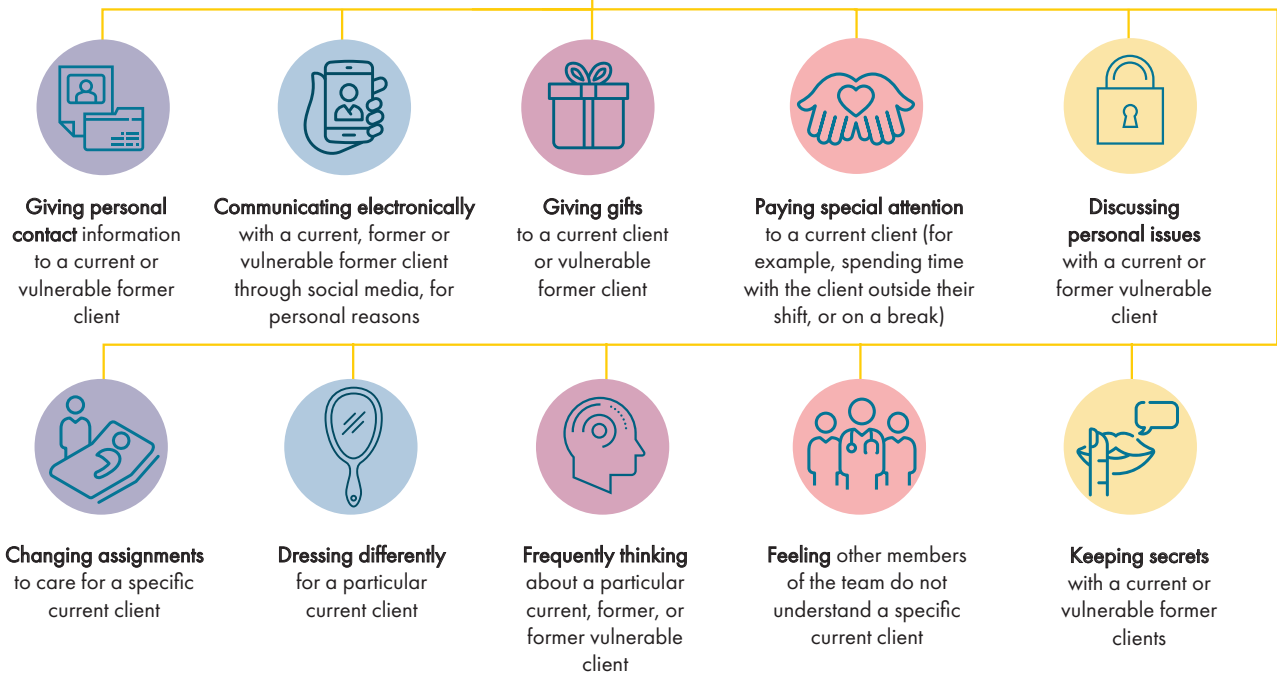 Giving personal
contact information
to a current or
vulnerable former
client
Communicating electronically
with a current, former or
vulnerable former client
through social media, for
personal reasons
Giving gifts
to a current client
or vulnerable
former client
Paying special attention
to a current client (for
example, spending time
with the client outside their
shift, or on a break)
Discussing
personal issues
with a current or
former vulnerable
client
Changing assignments
to care for a specific
current client
Dressing differently
for a particular
current client
Frequently thinking
about a particular
current, former, or
former vulnerable
client
Feeling other members
of the team do not
understand a specific
current client
Keeping secrets
with a current or
vulnerable former
clients